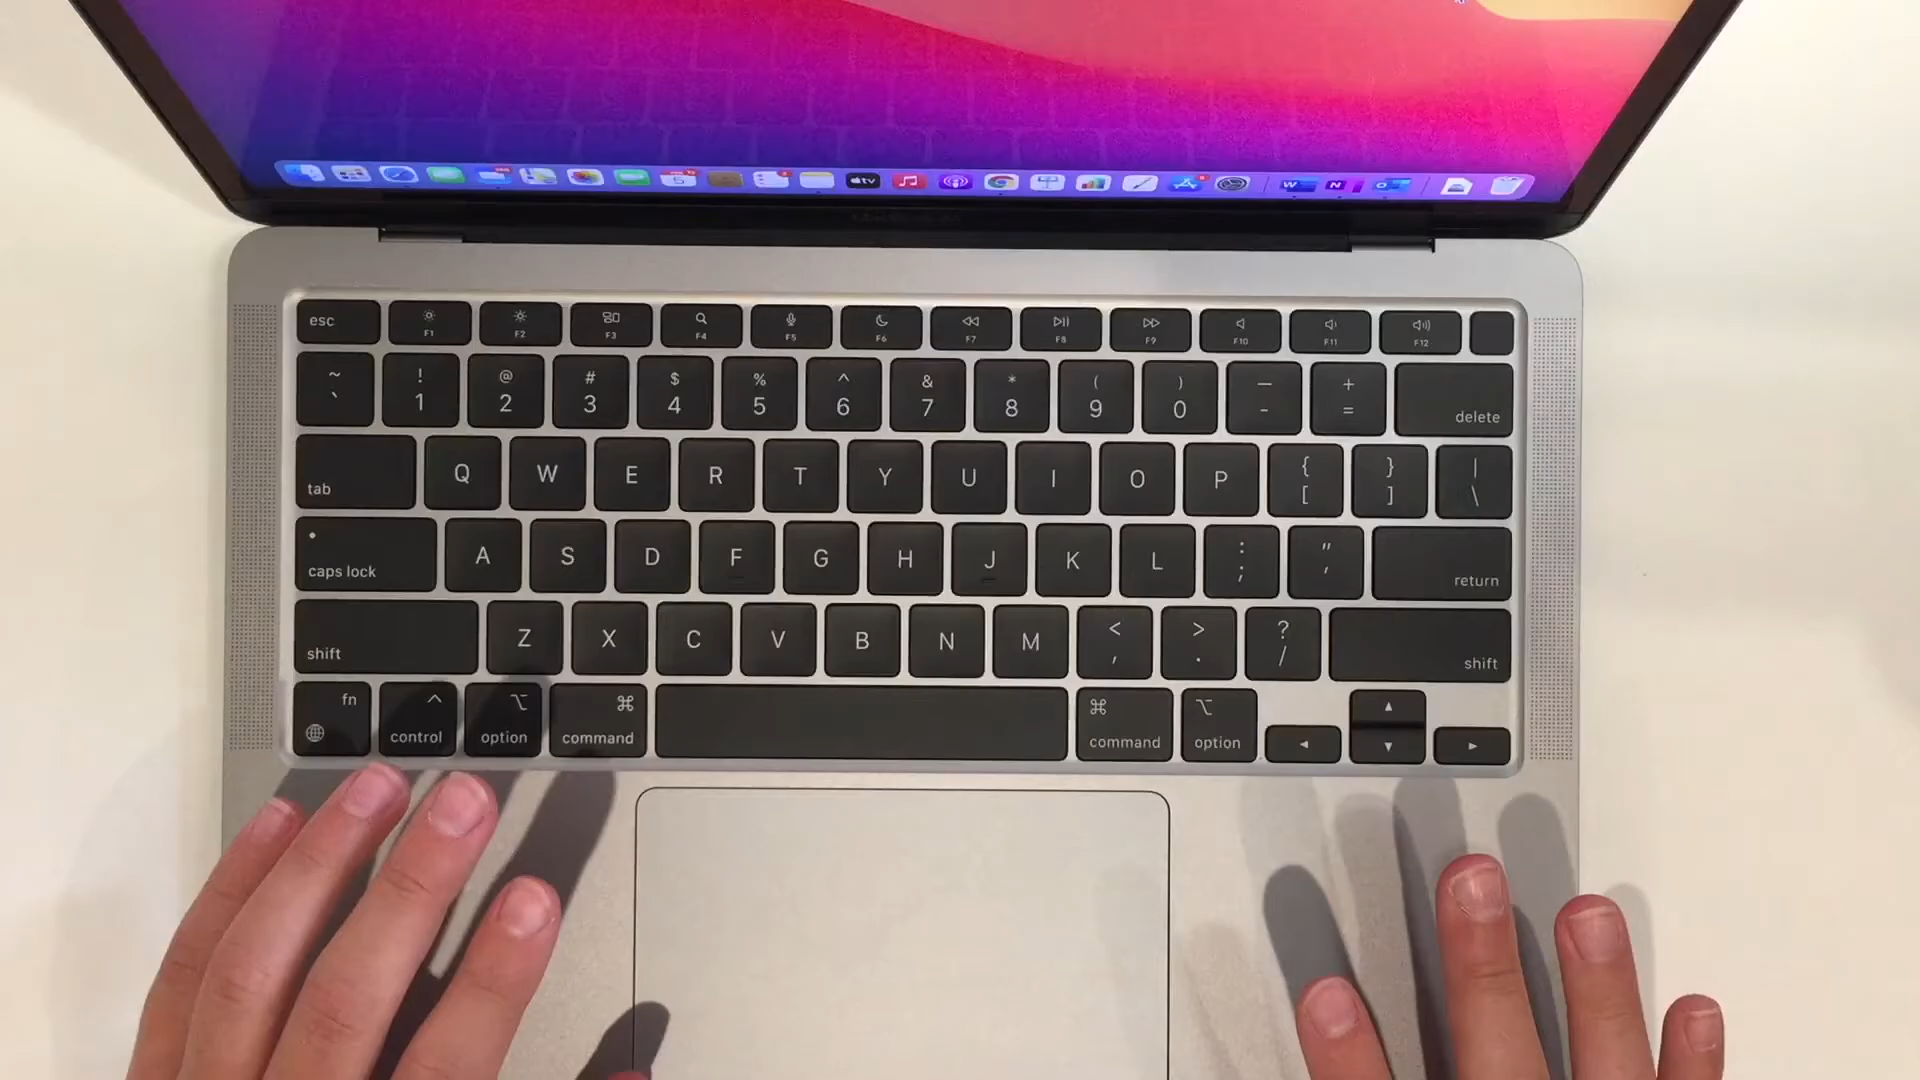 tv
esc F1 F2 F3 F4 F5 F6 F7 F8 F9 F10 F11 F12
~ ! @ # $ % ^ & * ( ) — +
` 1 2 3 4 5 6 7 8 9 0 - = delete
{ } |
tab Q W E R T Y U I O P [ ] \
: "
caps lock A S D F G H J K L ; ' return
< > ?
shift Z X C V B N M , . / shift
fn ^ ⌥ ⌘ ⌘ ⌥
control option command command option